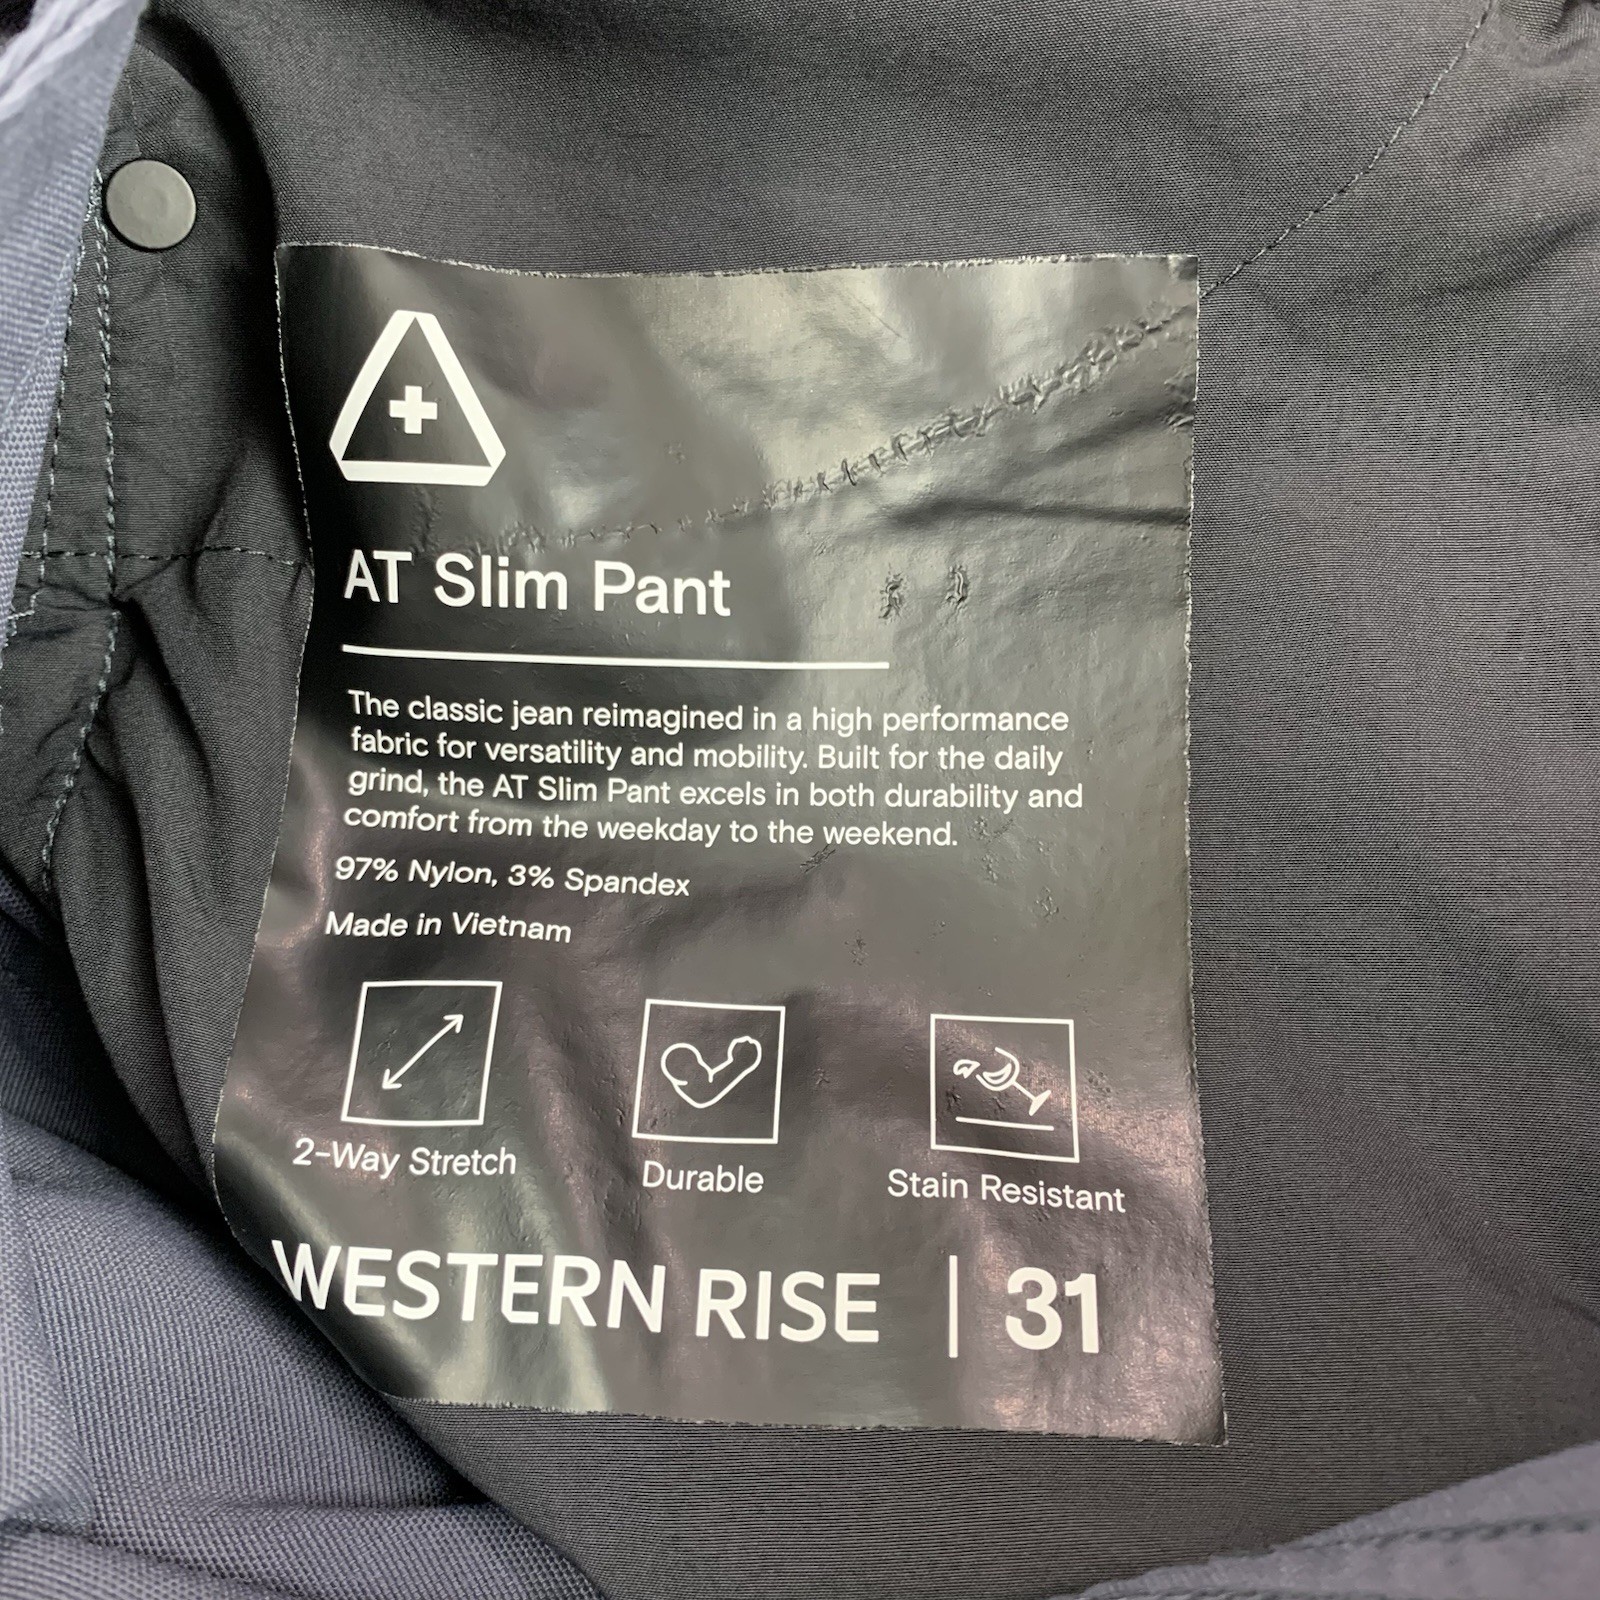 AT Slim Pant
The classic jean reimagined in a high performance
fabric for versatility and mobility. Built for the daily
grind, the AT Slim Pant excels in both durability and
comfort from the weekday to the weekend.
97% Nylon, 3% Spandex
Made in Vietnam
2-Way Stretch
Durable
Stain Resistant
WESTERN RISE | 31